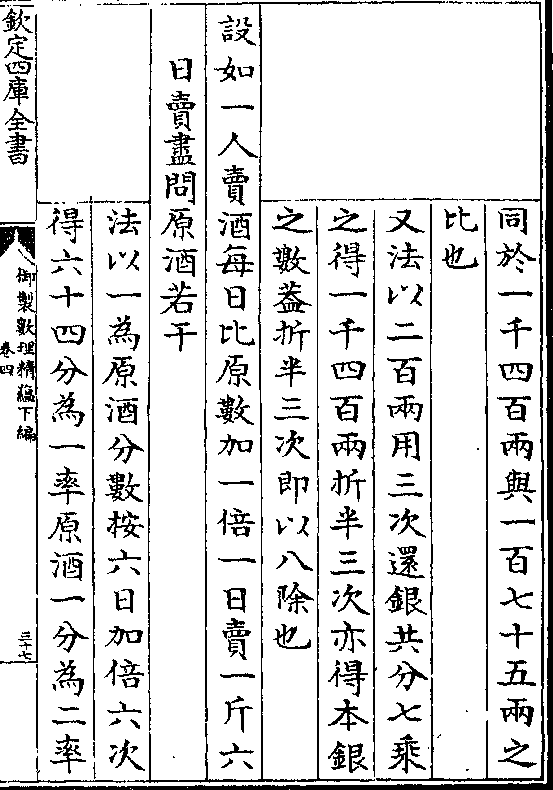 同於一千四百兩與一百七十五兩之
比也
又法以二百兩用三次還銀共分七乘
之得一千四百兩折半三次亦得本銀
之數葢折半三次即以八除也
設如一人賣酒每日比原數加一倍一日賣一斤六
日賣盡問原酒若干
法以一為原酒分數按六日加倍六次
得六十四分為一率原酒一分為二率
欽定四庫全書
御製數理精蘊下編
卷四
三十七